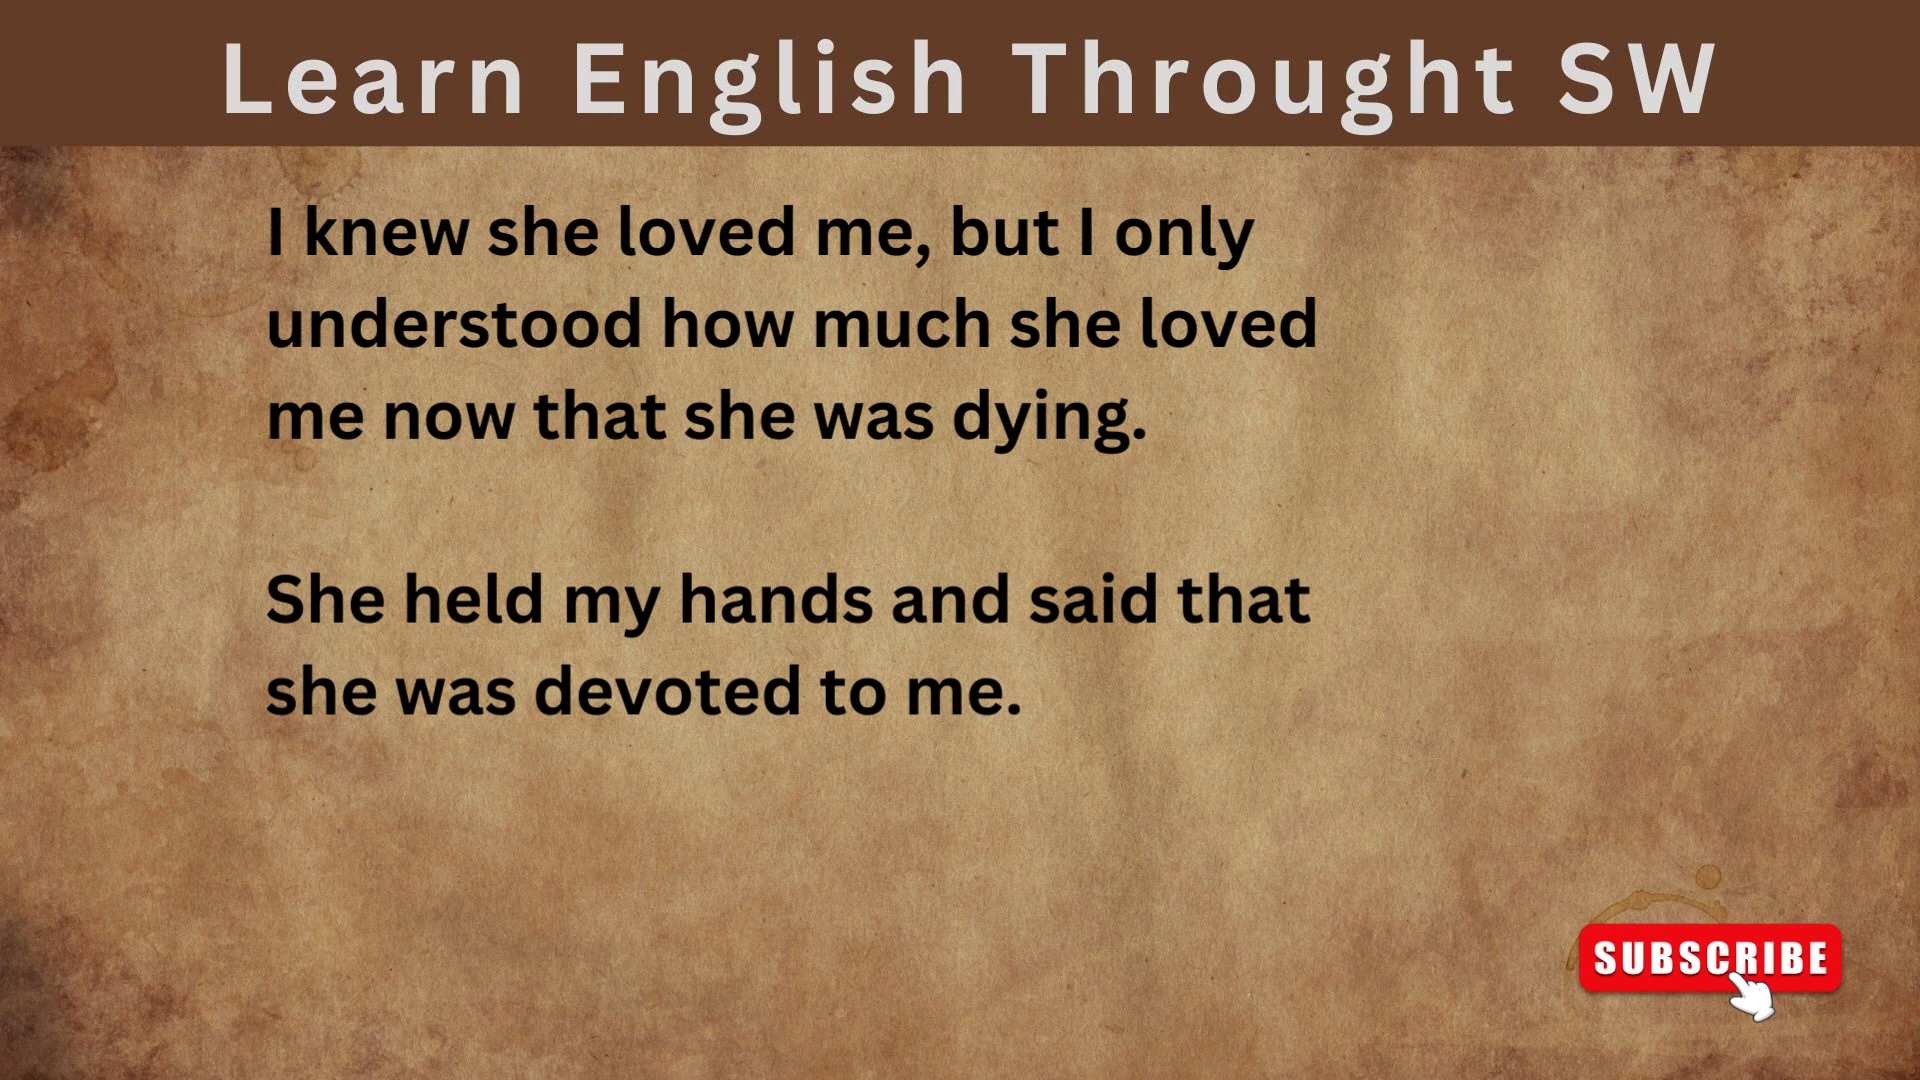 Learn English Throught SW
I knew she loved me, but I only
understood how much she loved
me now that she was dying.
She held my hands and said that
she was devoted to me.
SUBSCRIBE